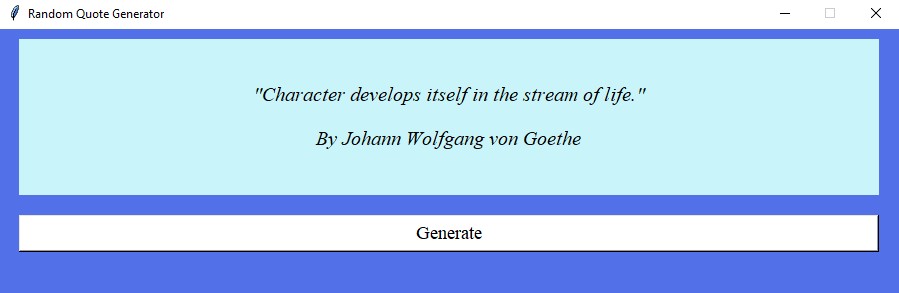 Random Quote Generator
"Character develops itself in the stream of life."
By Johann Wolfgang von Goethe
Generate